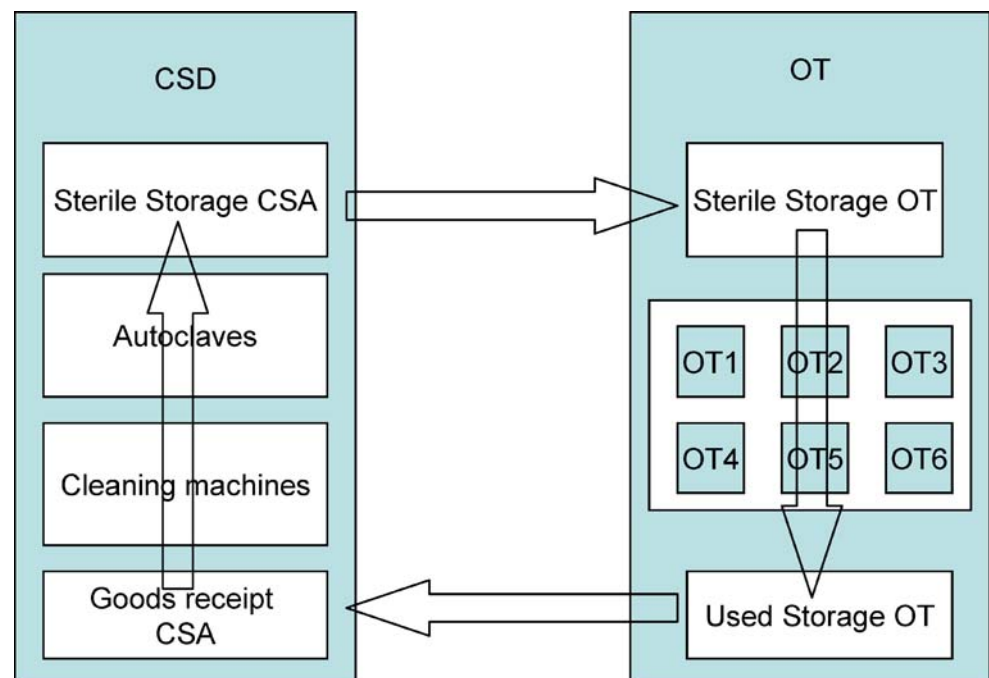 CSD
Sterile Storage CSA
Autoclaves
Cleaning machines
Goods receipt
CSA
OT
Sterile Storage OT
OT1 OT2 OT3
OT4 OT5 OT6
Used Storage OT